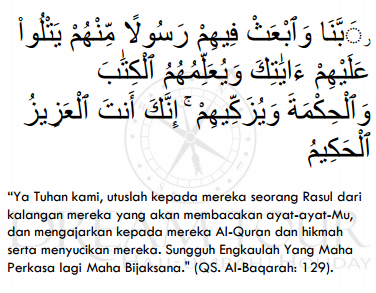 رَبَّنَا وَٱبْعَثْ فِيهِمْ رَسُولًا مِّنْهُمْ يَتْلُوا۟
عَلَيْهِمْ ءَايَٰتِكَ وَيُعَلِّمُهُمُ ٱلْكِتَٰبَ
وَٱلْحِكْمَةَ وَيُزَكِّيهِمْ ۚ إِنَّكَ أَنتَ ٱلْعَزِيزُ
ٱلْحَكِيمُ
"Ya Tuhan kami, utuslah kepada mereka seorang Rasul dari
kalangan mereka yang akan membacakan ayat-ayat-Mu,
dan mengajarkan kepada mereka Al-Quran dan hikmah
serta menyucikan mereka. Sungguh Engkaulah Yang Maha
Perkasa lagi Maha Bijaksana." (QS. Al-Baqarah: 129).